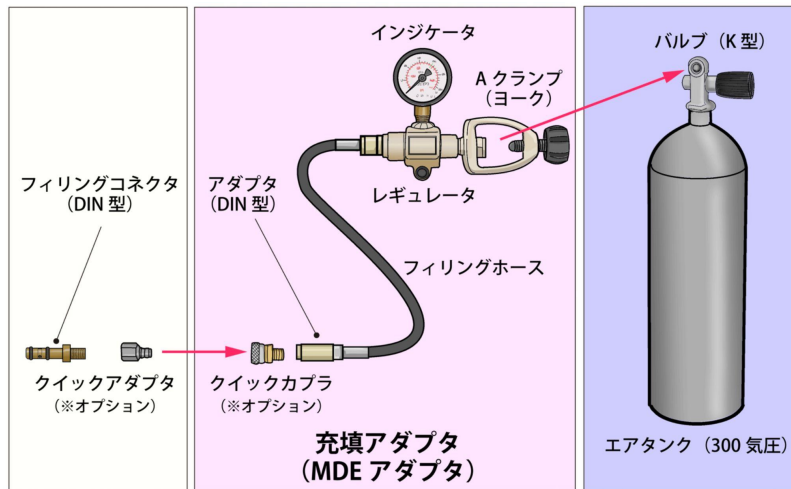 インジケータ
A クランプ
(ヨーク)
バルブ（K 型）
フィリングコネクタ
(DIN 型)
アダプタ
(DIN 型)
レギュレータ
フィリングホース
クイックアダプタ
(※オプション)
クイックカプラ
(※オプション)
充填アダプタ
(MDE アダプタ)
エアタンク（300 気圧）